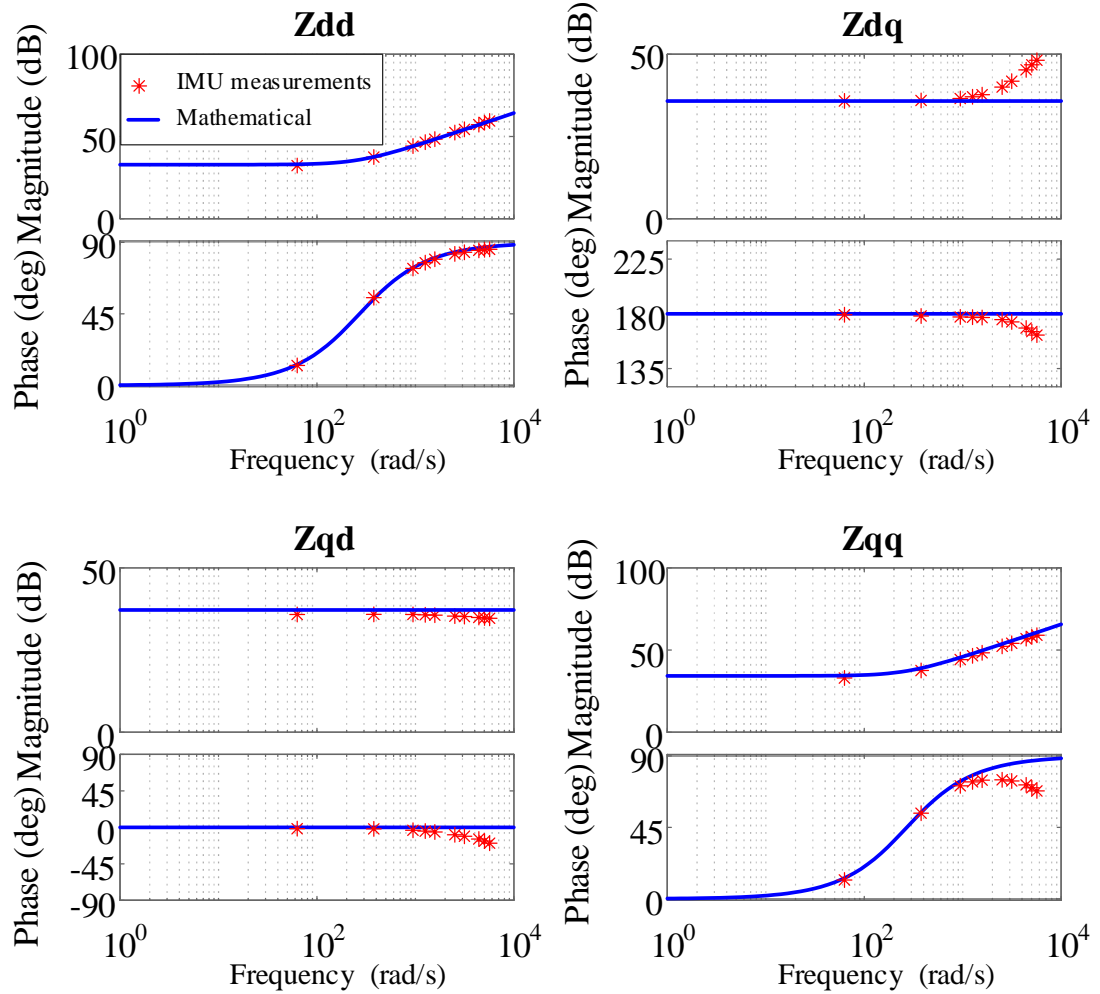 Zdd
Magnitude (dB)
100
50
0
IMU measurements
Mathematical
Phase (deg)
90
45
0
10^0
10^2
10^4
Frequency (rad/s)
Zdq
Magnitude (dB)
50
0
Phase (deg)
225
180
135
10^0
10^2
10^4
Frequency (rad/s)
Zqd
Magnitude (dB)
50
0
Phase (deg)
90
45
0
-45
-90
10^0
10^2
10^4
Frequency (rad/s)
Zqq
Magnitude (dB)
100
50
0
Phase (deg)
90
45
0
10^0
10^2
10^4
Frequency (rad/s)